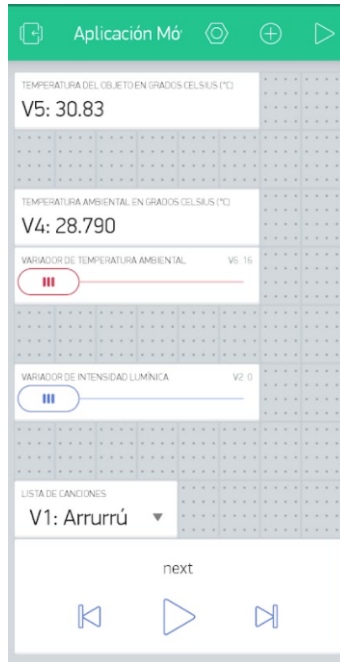 Aplicación Mó
TEMPERATURA DEL OBJETO EN GRADOS CELSIUS (°C)
V5: 30.83
TEMPERATURA AMBIENTAL EN GRADOS CELSIUS (°C)
V4: 28.790
VARIADOR DE TEMPERATURA AMBIENTAL V6: 16
VARIADOR DE INTENSIDAD LUMÍNICA V2: 0
LISTA DE CANCIONES
V1: Arrurrú
next